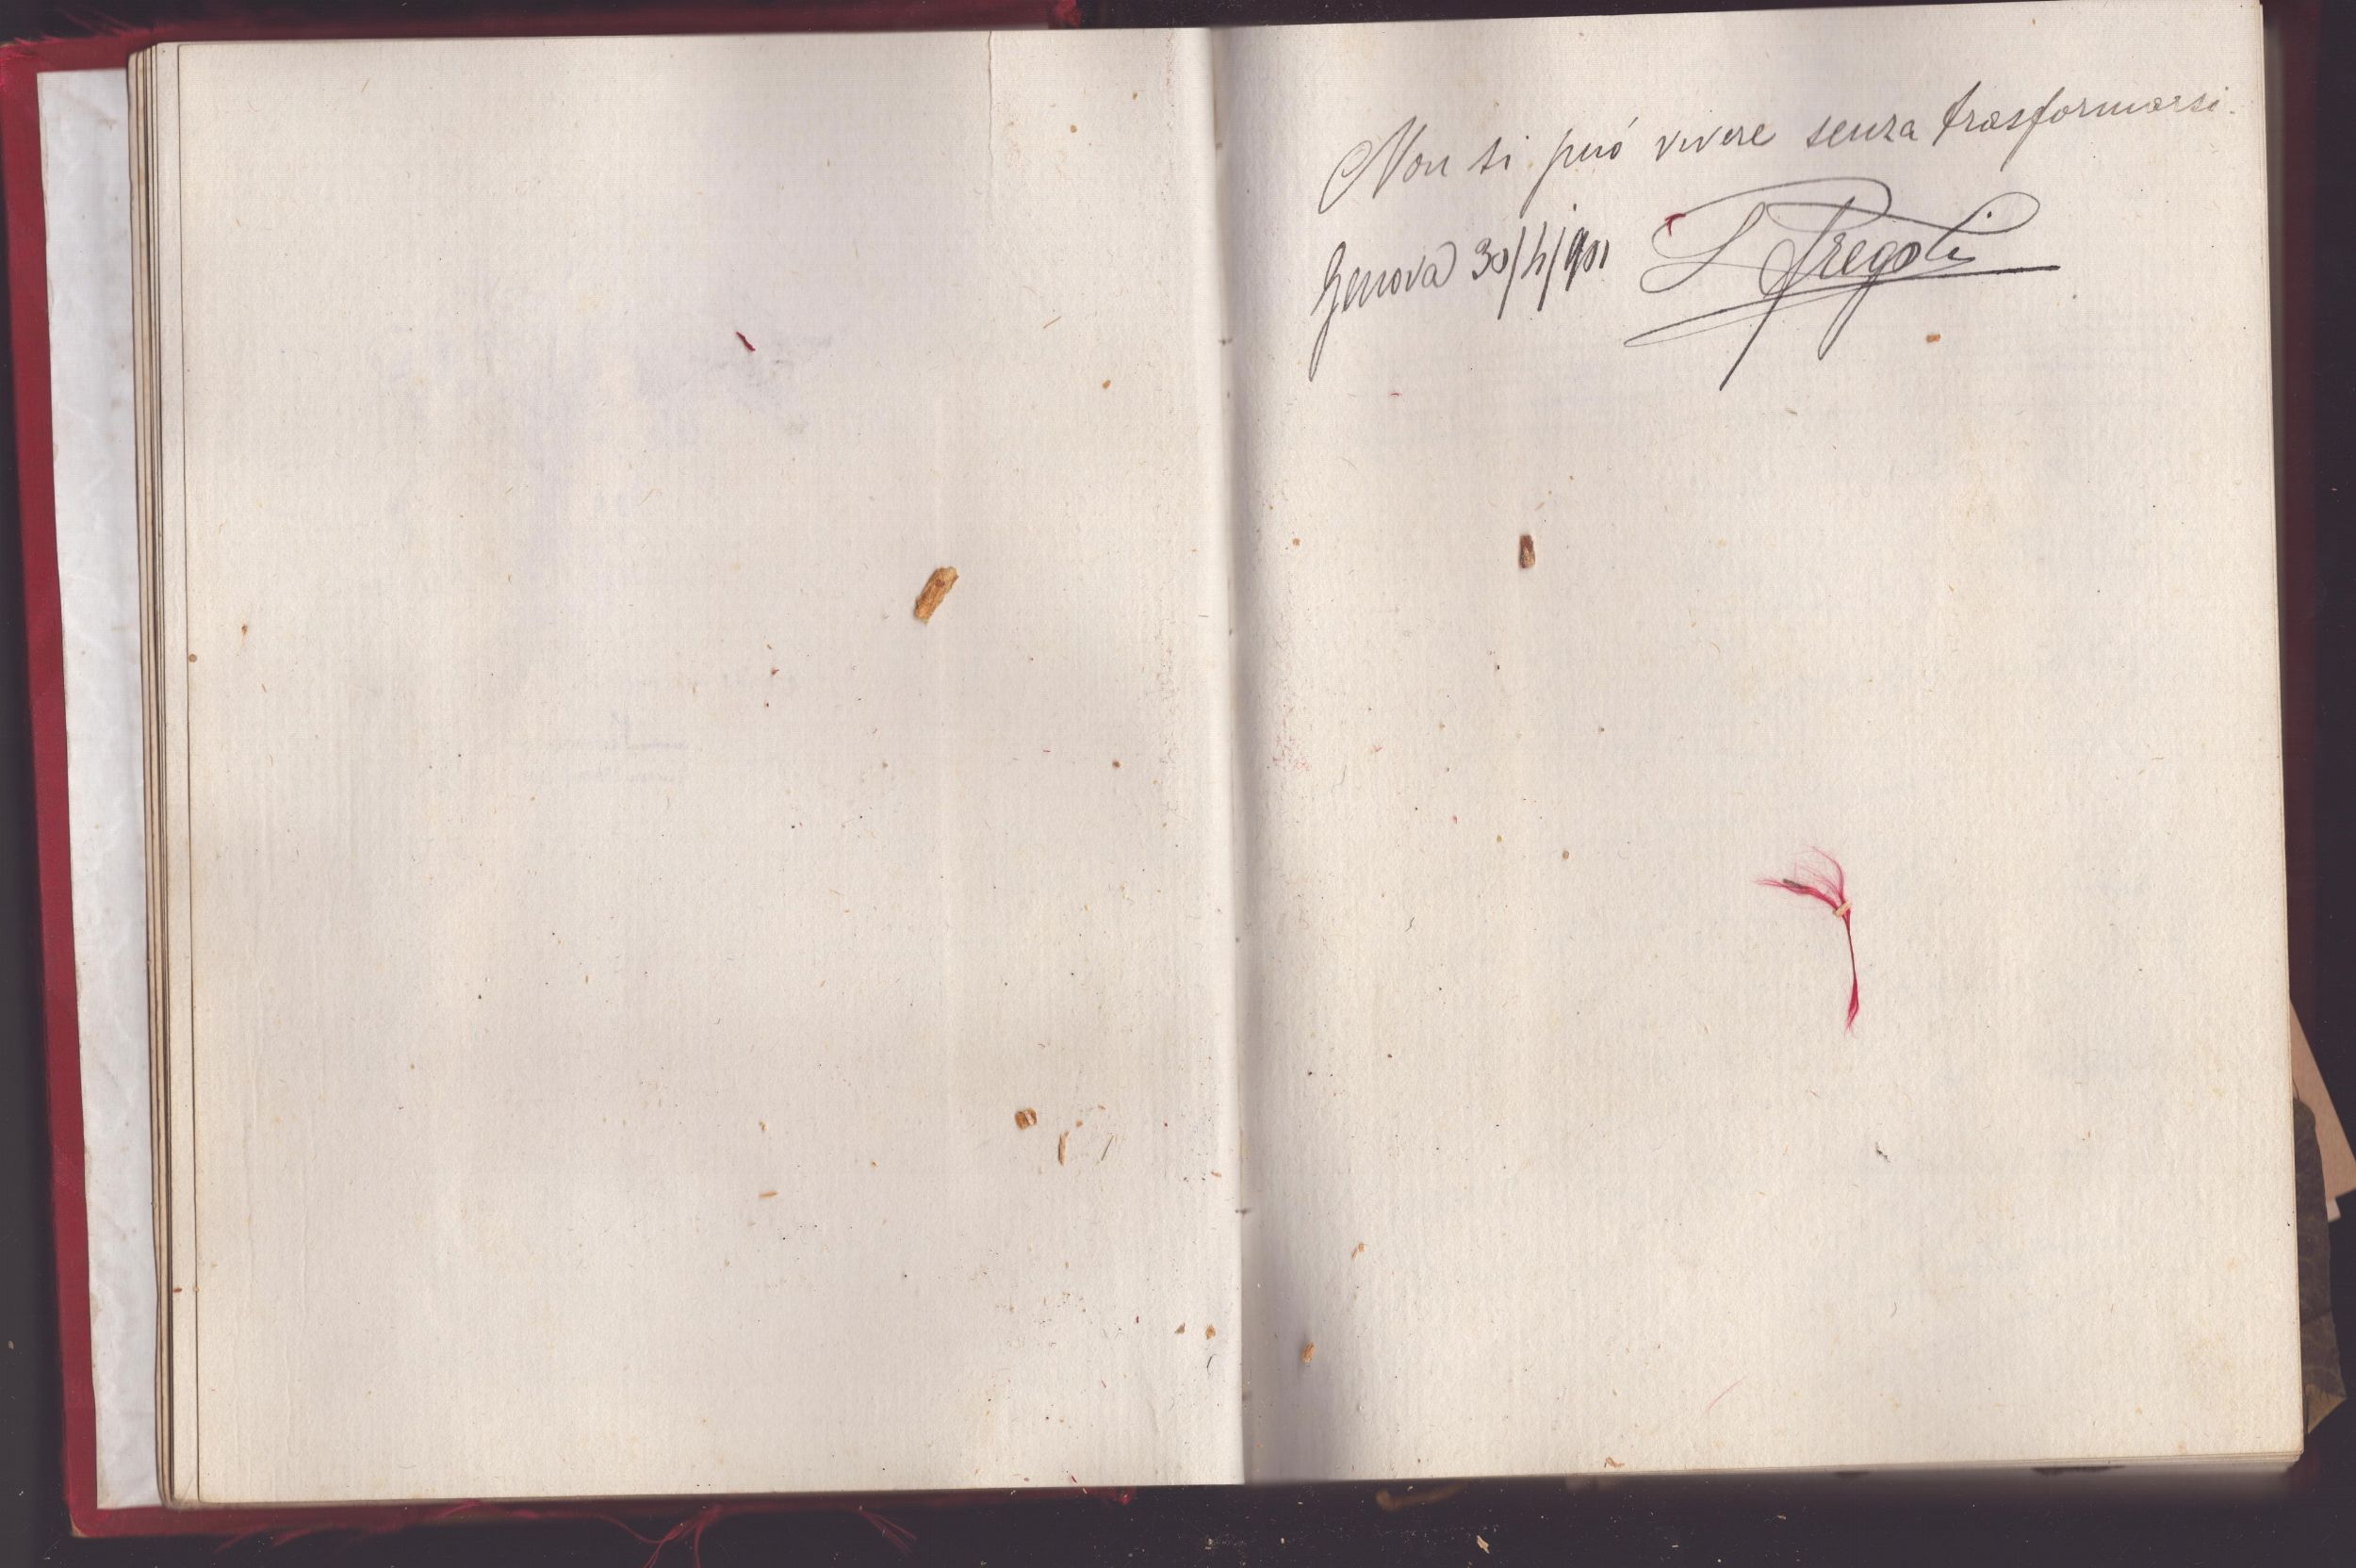 Non si può vivere senza trasformarsi.
Genova 30/4/901 L Fregoli